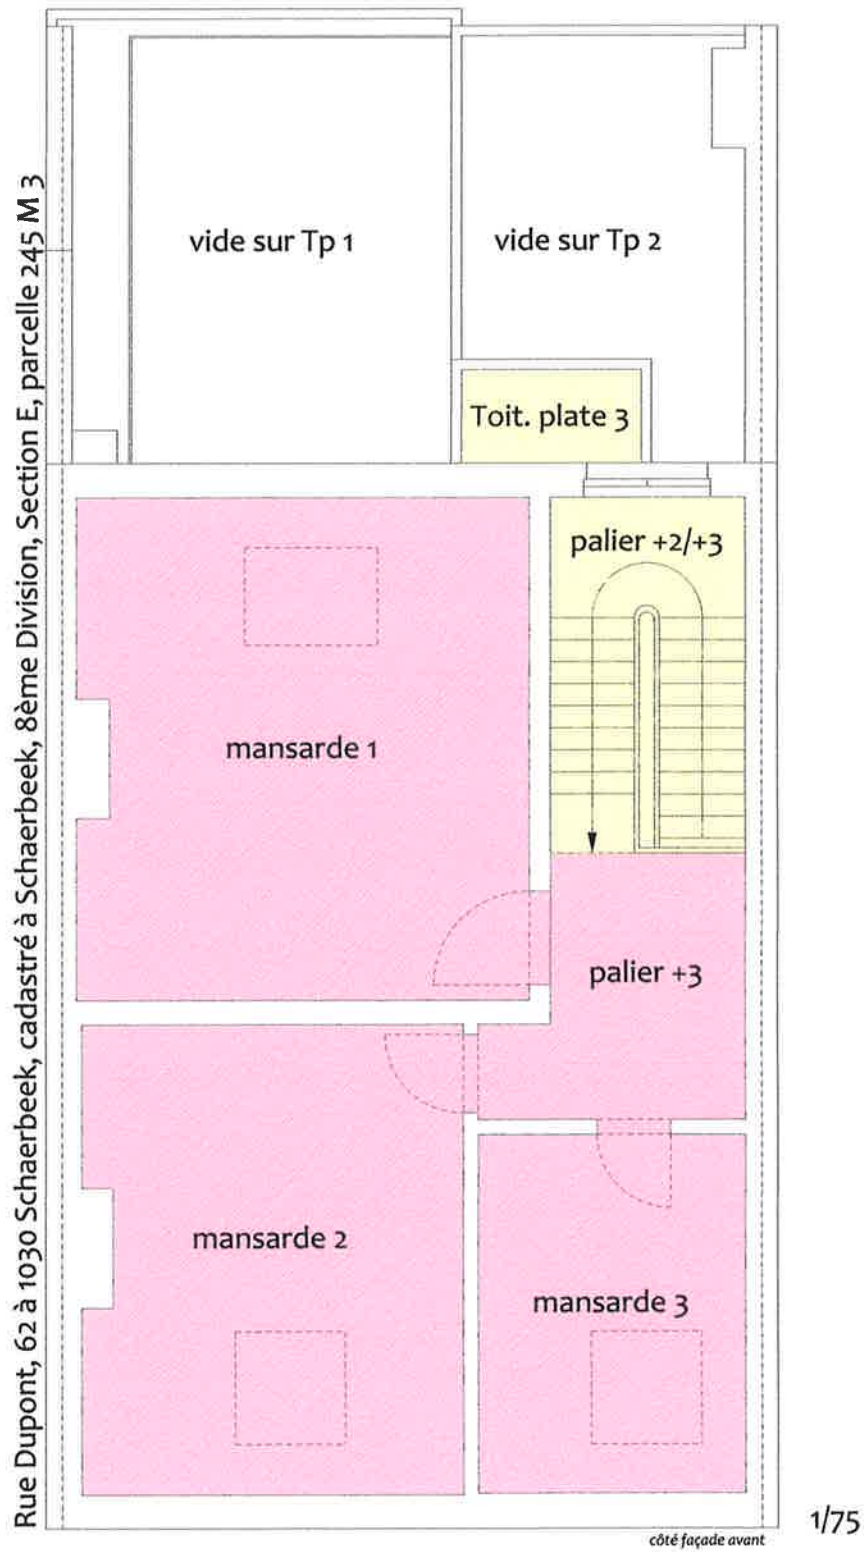 Rue Dupont, 62 à 1030 Schaerbeek, cadastré à Schaerbeek, 8ème Division, Section E, parcelle 245 M 3
vide sur Tp 1
vide sur Tp 2
Toit. plate 3
palier +2/+3
mansarde 1
palier +3
mansarde 2
mansarde 3
1/75
côté façade avant